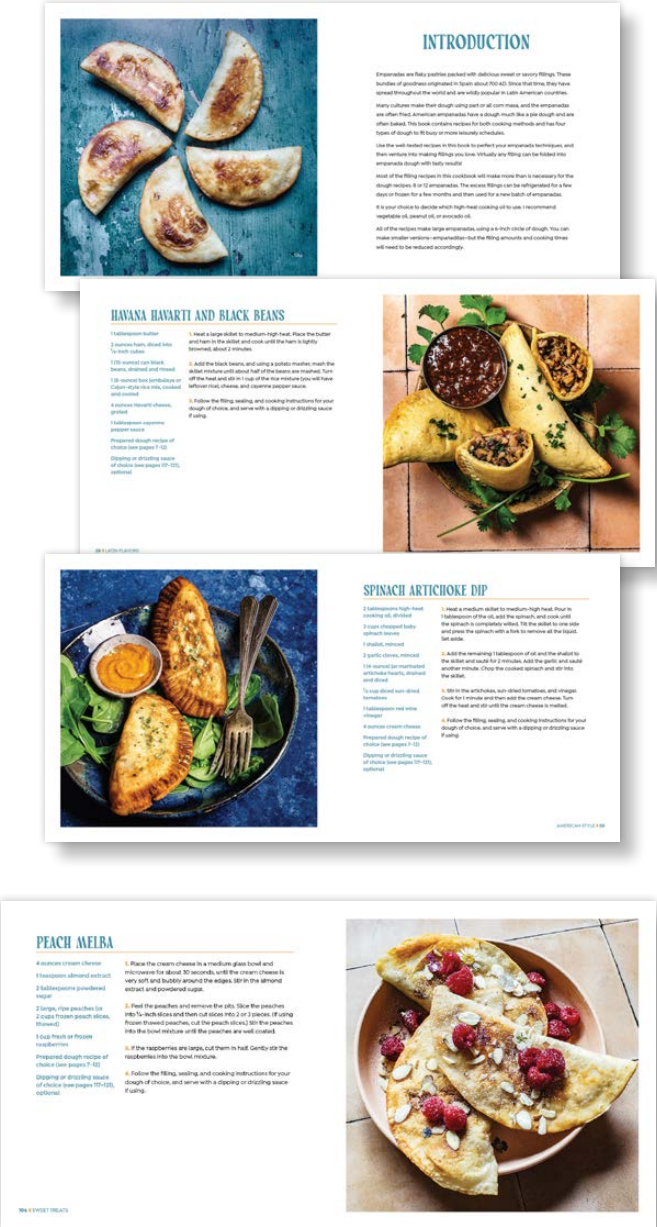 INTRODUCTION
Empanadas are flaky pastries packed with delicious sweet or savory fillings. These
bundles of goodness originated in Spain about 700 AD. Since that time, they have
spread throughout the world and are wildly popular in Latin American countries.
Many cultures make their dough using part or all corn masa, and the empanadas
are often fried. American empanadas have a dough much like a pie dough and are
often baked. This book contains recipes for both cooking methods and has four
types of dough to fit busy or more leisurely schedules.
Use the well-tested recipes in this book to perfect your empanada techniques, and
then venture into making fillings you love. Virtually any filling can be folded into
empanada dough with tasty results!
Most of the filling recipes in this cookbook will make more than is necessary for the
dough recipes: 8 or 12 empanadas. The excess fillings can be refrigerated for a few
days or frozen for a few months and then used for a new batch of empanadas.
It is your choice to decide which high-heat cooking oil to use. I recommend
vegetable oil, peanut oil, or avocado oil.
All of the recipes make large empanadas, using a 6-inch circle of dough. You can
make smaller versions—empanaditas—but the filling amounts and cooking times
will need to be reduced accordingly.
HAVANA HAVARTI AND BLACK BEANS
1 tablespoon butter
2 ounces ham, diced into
¼-inch cubes
1 (15-ounce) can black
beans, drained and rinsed
1 (8-ounce) box jambalaya or
Cajun-style rice mix, cooked
and cooled
4 ounces Havarti cheese,
grated
1 tablespoon cayenne
pepper sauce
Prepared dough recipe of
choice (see pages 7–12)
Dipping or drizzling sauce
of choice (see pages 117–121),
optional
1. Heat a large skillet to medium-high heat. Place the butter
and ham in the skillet and cook until the ham is lightly
browned, about 2 minutes.
2. Add the black beans, and using a potato masher, mash the
skillet mixture until about half of the beans are mashed. Turn
off the heat and stir in 1 cup of the rice mixture (you will have
leftover rice), cheese, and cayenne pepper sauce.
3. Follow the filling, sealing, and cooking instructions for your
dough of choice, and serve with a dipping or drizzling sauce
if using.
LATIN FLAVORS
SPINACH ARTICHOKE DIP
2 tablespoons high-heat
cooking oil, divided
3 cups chopped baby
spinach leaves
1 shallot, minced
2 garlic cloves, minced
1 (14-ounce) jar marinated
artichoke hearts, drained
and diced
cup diced sun-dried
tomatoes
1 tablespoon red wine
vinegar
4 ounces cream cheese
Prepared dough recipe of
choice (see pages 7–12)
Dipping or drizzling sauce
of choice (see pages 117–121),
optional
1. Heat a medium skillet to medium-high heat. Pour in
1 tablespoon of the oil, add the spinach, and cook until
the spinach is completely wilted. Tilt the skillet to one side
and press the spinach with a fork to remove all the liquid.
Set aside.
2. Add the remaining 1 tablespoon of oil and the shallot to
the skillet and sauté for 2 minutes. Add the garlic and sauté
another minute. Chop the cooked spinach and stir into
the skillet.
3. Stir in the artichokes, sun-dried tomatoes, and vinegar.
Cook for 1 minute and then add the cream cheese. Turn
off the heat and stir until the cream cheese is melted.
4. Follow the filling, sealing, and cooking instructions for your
dough of choice, and serve with a dipping or drizzling sauce
if using.
AMERICAN STYLE
PEACH MELBA
4 ounces cream cheese
1 teaspoon almond extract
2 tablespoons powdered
sugar
2 large, ripe peaches (or
2 cups frozen peach slices,
thawed)
1 cup fresh or frozen
raspberries
Prepared dough recipe of
choice (see pages 7–12)
Dipping or drizzling sauce
of choice (see pages 117–121),
optional
1. Place the cream cheese in a medium glass bowl and
microwave for about 30 seconds, until the cream cheese is
very soft and bubbly around the edges. Stir in the almond
extract and powdered sugar.
2. Peel the peaches and remove the pits. Slice the peaches
into ¼-inch slices and then cut slices into 2 or 3 pieces. (If using
frozen thawed peaches, cut the peach slices.) Stir the peaches
into the bowl mixture until the peaches are well coated.
3. If the raspberries are large, cut them in half. Gently stir the
raspberries into the bowl mixture.
4. Follow the filling, sealing, and cooking instructions for your
dough of choice, and serve with a dipping or drizzling sauce
if using.
104 SWEET TREATS